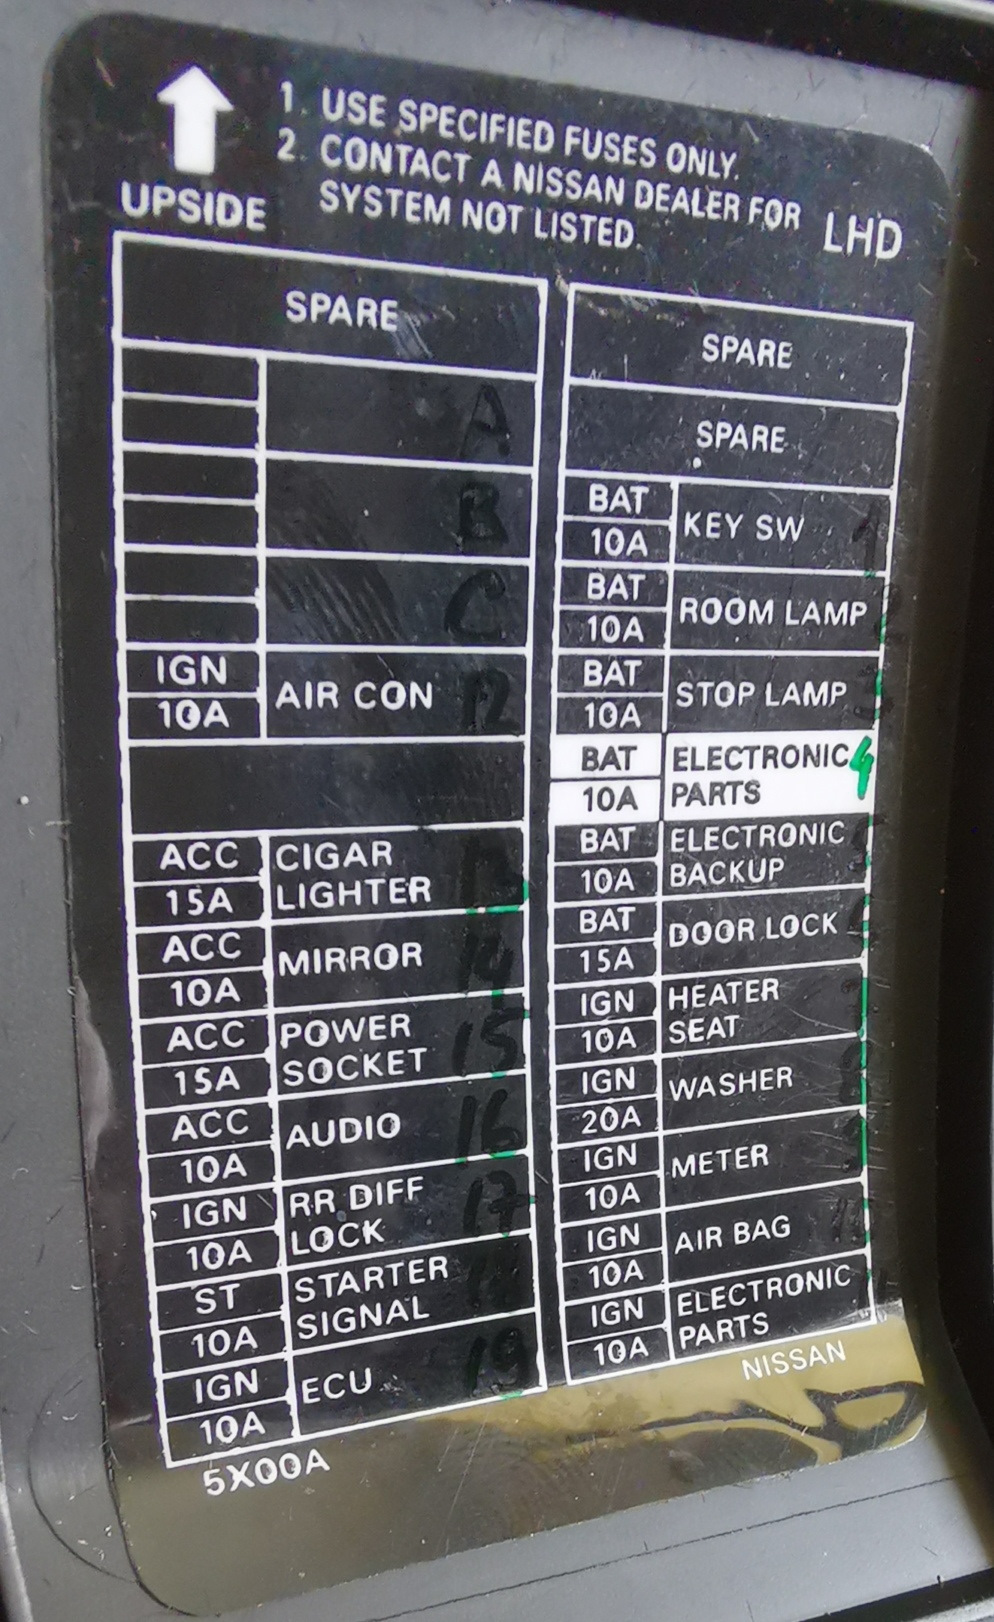 1. USE SPECIFIED FUSES ONLY.
2. CONTACT A NISSAN DEALER FOR
SYSTEM NOT LISTED.
UPSIDE
LHD
SPARE
A
B
C
IGN
10A
AIR CON
12
ACC
15A
CIGAR
LIGHTER
ACC
10A
MIRROR
14
ACC
15A
POWER
SOCKET
15
ACC
10A
AUDIO
16
IGN
10A
RR DIFF
LOCK
17
ST
10A
STARTER
SIGNAL
IGN
10A
ECU
19
5X00A
SPARE
SPARE
BAT
10A
KEY SW
1
BAT
10A
ROOM LAMP
BAT
10A
STOP LAMP
BAT
10A
ELECTRONIC
PARTS
4
BAT
10A
ELECTRONIC
BACKUP
BAT
15A
DOOR LOCK
IGN
10A
HEATER
SEAT
IGN
20A
WASHER
IGN
10A
METER
IGN
10A
AIR BAG
IGN
10A
ELECTRONIC
PARTS
NISSAN